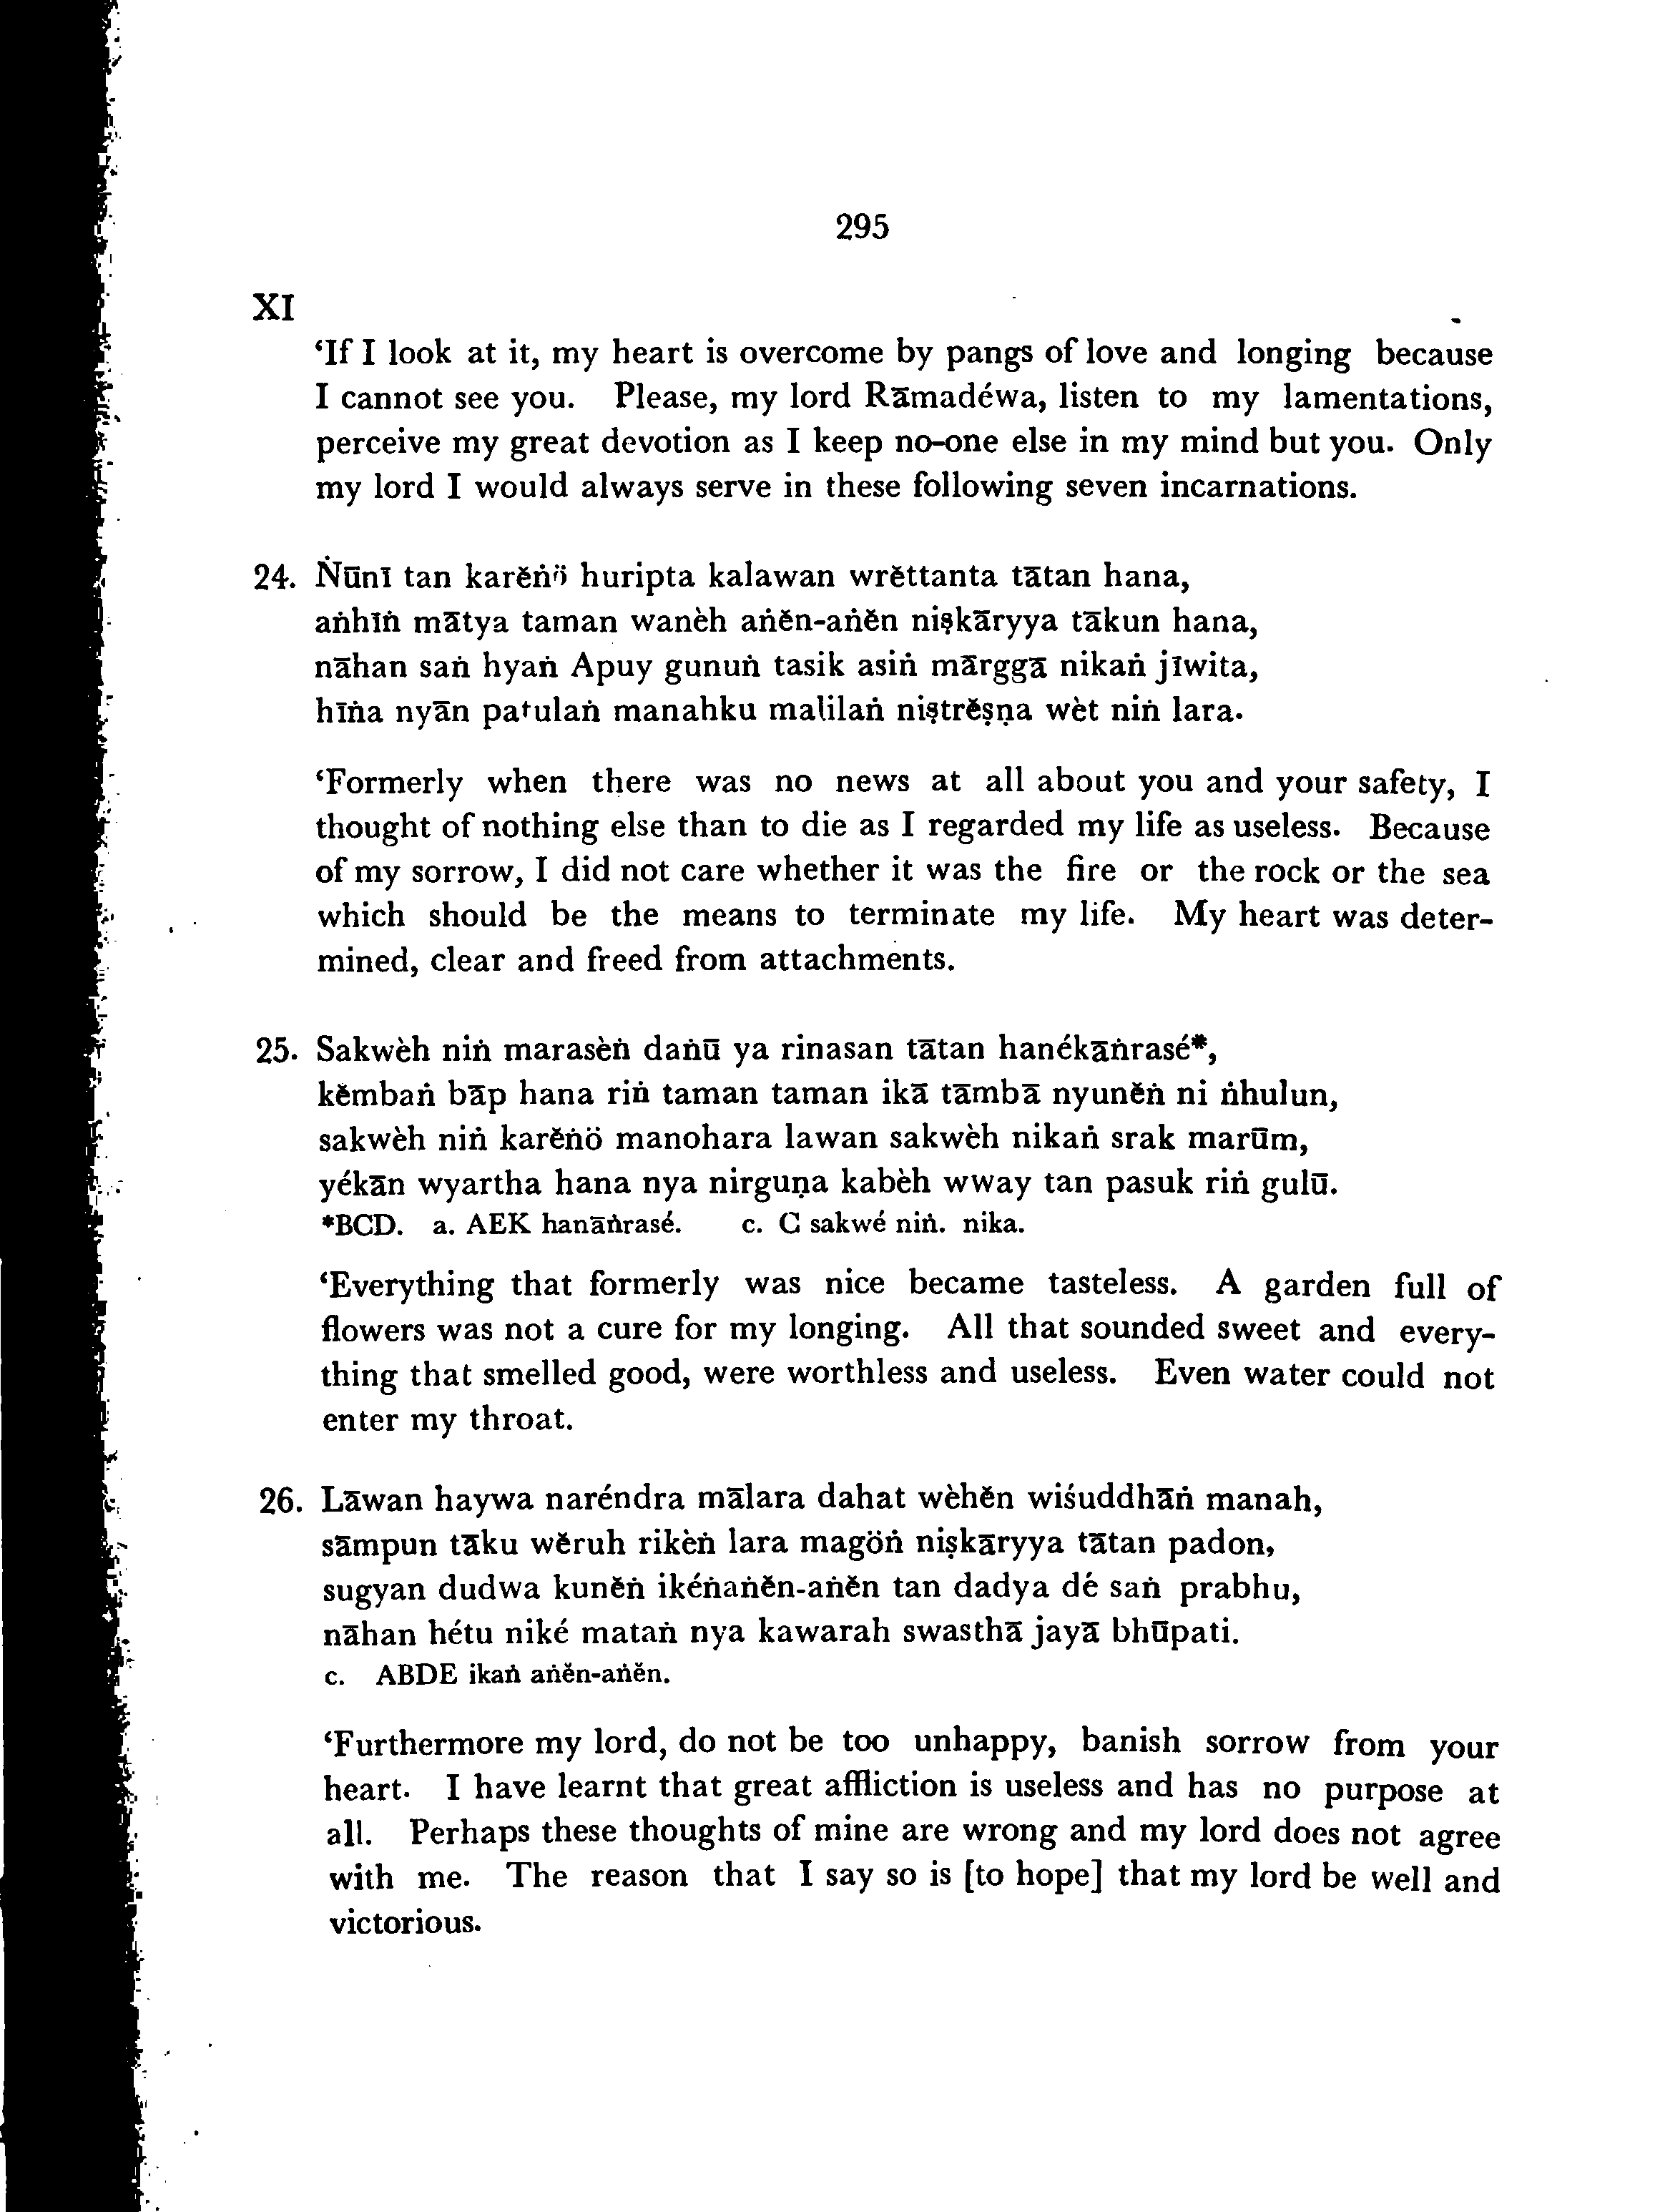 295
XI
‘If I look at it, my heart is overcome by pangs of love and longing because
I cannot see you. Please, my lord Rāmadéwa, listen to my lamentations,
perceive my great devotion as I keep no-one else in my mind but you. Only
my lord I would always serve in these following seven incarnations.
24. Ṅūnī tan karĕṅö huripta kalawan wrĕttanta tātan hana,
aṅhīṅ mātya taman wanèh aṅĕn-aṅĕn niṣkāryya tākun hana,
nāhan saṅ hyaṅ Apuy gunuṅ tasik asiṅ mārggā nikaṅ jīwita,
hīṅa nyān patulaṅ manahku malilaṅ niṣtrĕṣṇa wèt niṅ lara.
‘Formerly when there was no news at all about you and your safety, I
thought of nothing else than to die as I regarded my life as useless. Because
of my sorrow, I did not care whether it was the fire or the rock or the sea
which should be the means to terminate my life. My heart was deter-
mined, clear and freed from attachments.
25. Sakwèh niṅ marasèṅ daṅū ya rinasan tātan hanékāṅrasé*,
kĕmbaṅ bāp hana riṅ taman taman ikā tāmbā nyunĕṅ ni ṅhulun,
sakwèh niṅ karĕṅö manohara lawan sakwèh nikaṅ srak marūm,
yékān wyartha hana nya nirguṇa kabèh wway tan pasuk riṅ gulū.
*BCD. a. AEK hanāṅrasé. c. C sakwé niṅ. nika.
‘Everything that formerly was nice became tasteless. A garden full of
flowers was not a cure for my longing. All that sounded sweet and every-
thing that smelled good, were worthless and useless. Even water could not
enter my throat.
26. Lāwan haywa naréndra mālara dahat wèhĕn wiśuddhāṅ manah,
sāmpun tāku wĕruh rikèṅ lara magöṅ niṣkāryya tātan padon,
sugyan dudwa kunĕṅ ikéṅaṅĕn-aṅĕn tan dadya dé saṅ prabhu,
nāhan hétu niké mataṅ nya kawarah swasthā jayā bhūpati.
c. ABDE ikaṅ aṅĕn-aṅĕn.
‘Furthermore my lord, do not be too unhappy, banish sorrow from your
heart. I have learnt that great affliction is useless and has no purpose at
all. Perhaps these thoughts of mine are wrong and my lord does not agree
with me. The reason that I say so is [to hope] that my lord be well and
victorious.